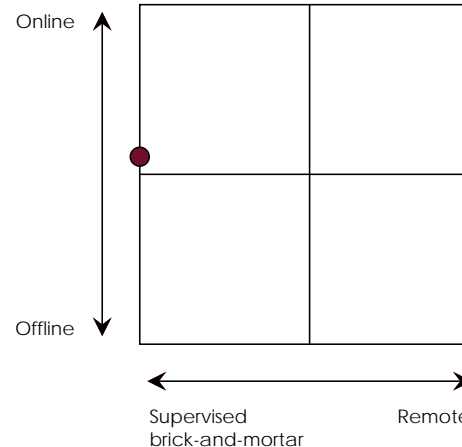 Online
Offline
Supervised
brick-and-mortar
Remote